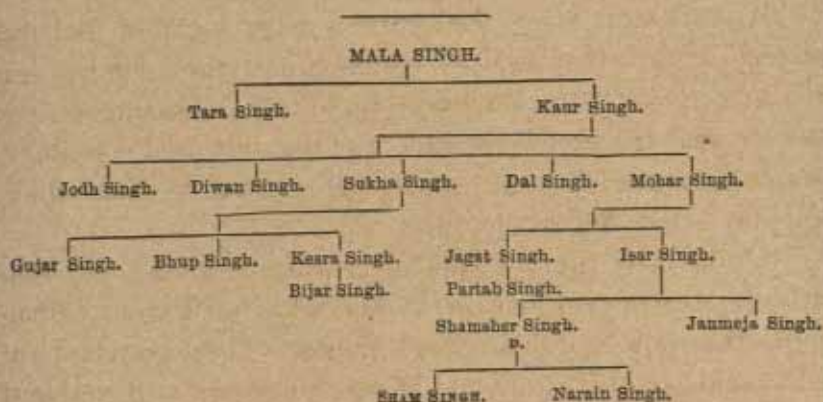 MALA SINGH.
Tara Singh. Kaur Singh.
Jodh Singh. Diwan Singh. Sukha Singh. Dal Singh. Mohar Singh.
Gujar Singh. Bhup Singh. Kesra Singh. Jagat Singh. Isar Singh.
Bijar Singh. Partab Singh.
Shamsher Singh. Janmeja Singh.
D.
SHAM SINGH. Narain Singh.